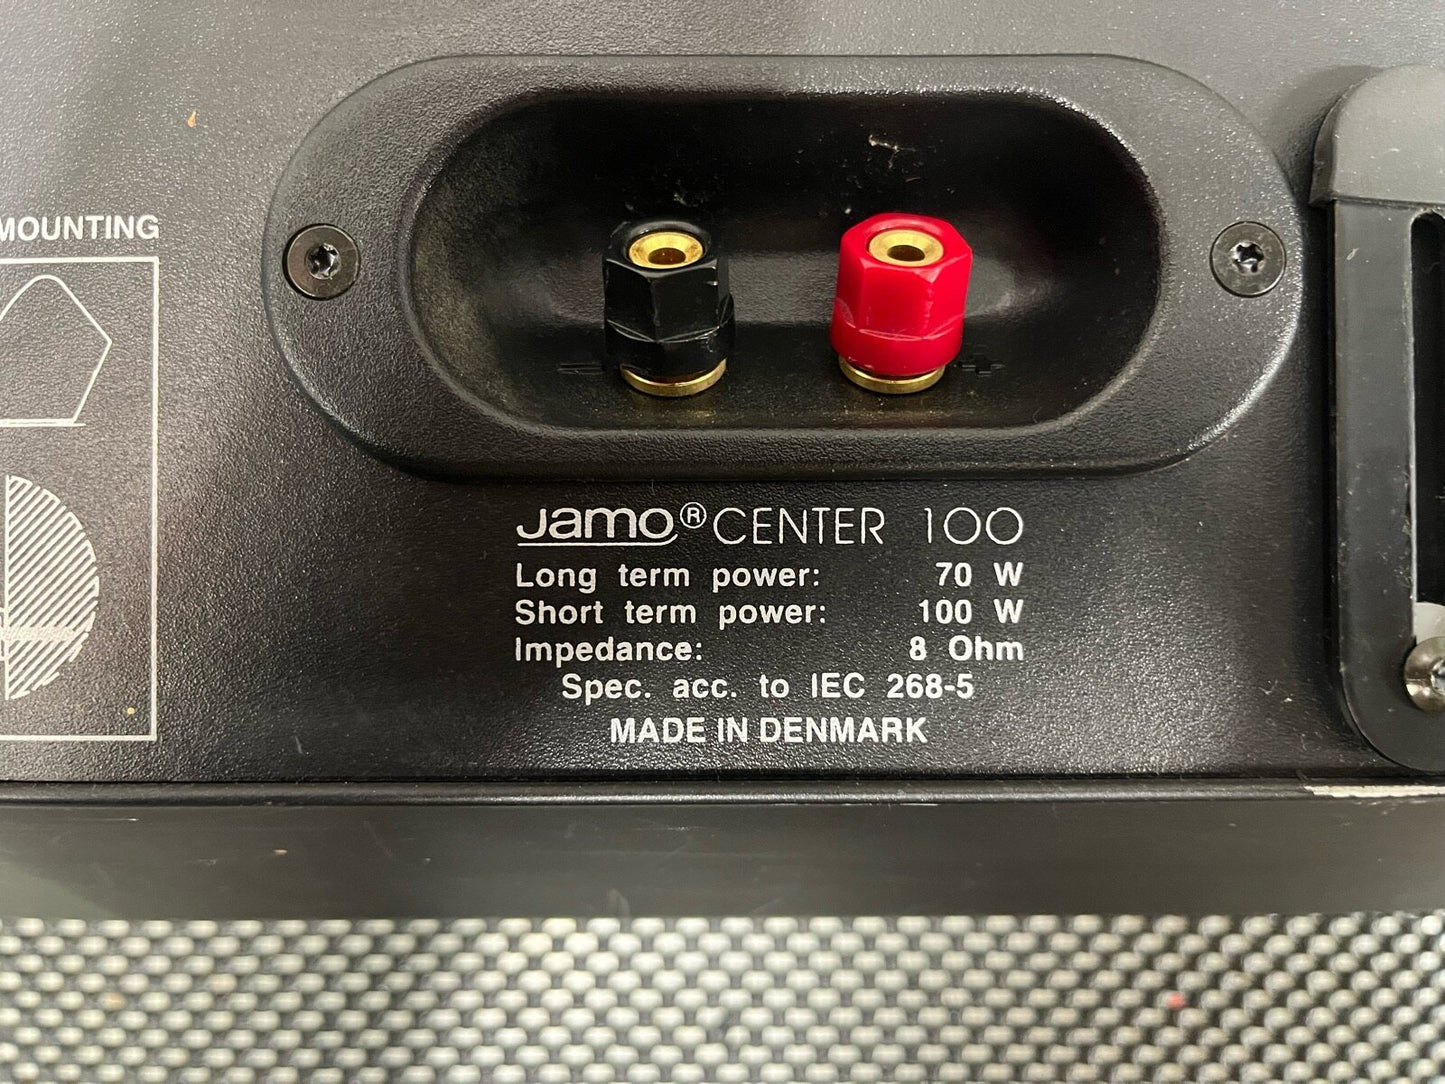 MOUNTING
Jamo® CENTER 100
Long term power: 70 W
Short term power: 100 W
Impedance: 8 Ohm
Spec. acc. to IEC 268-5
MADE IN DENMARK